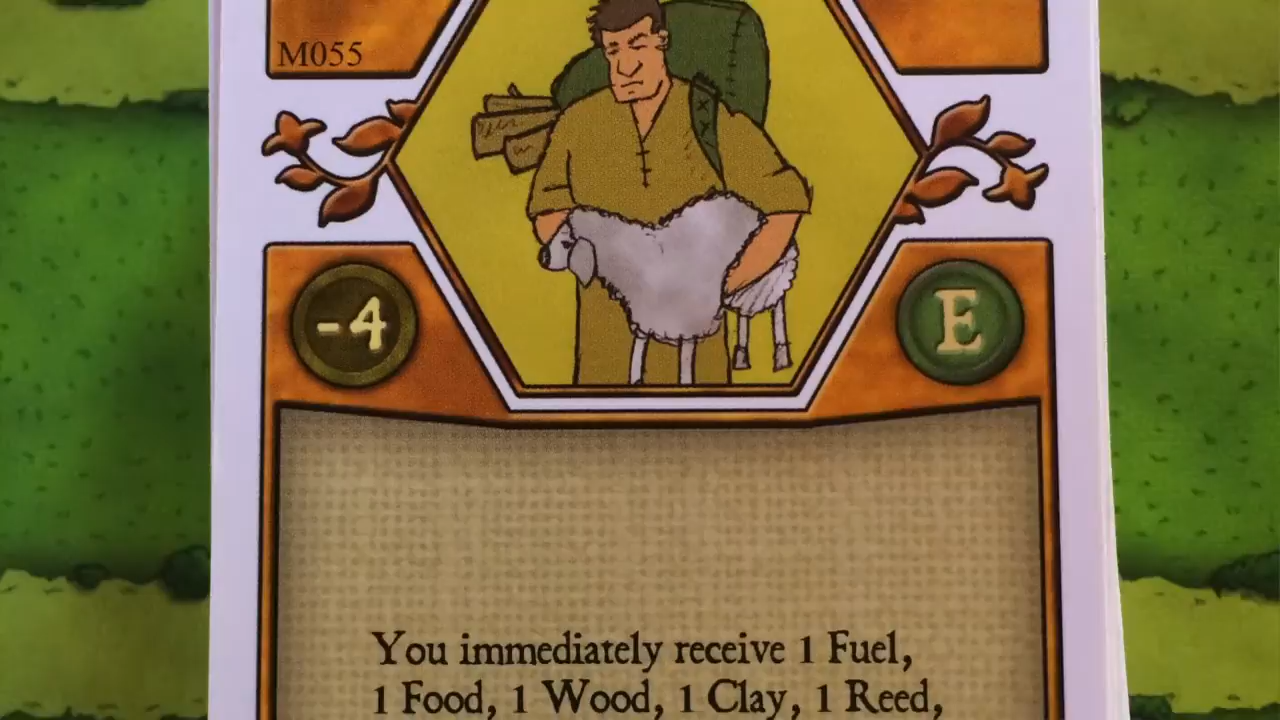 M055
-4
E
You immediately receive 1 Fuel,
1 Food, 1 Wood, 1 Clay, 1 Reed,